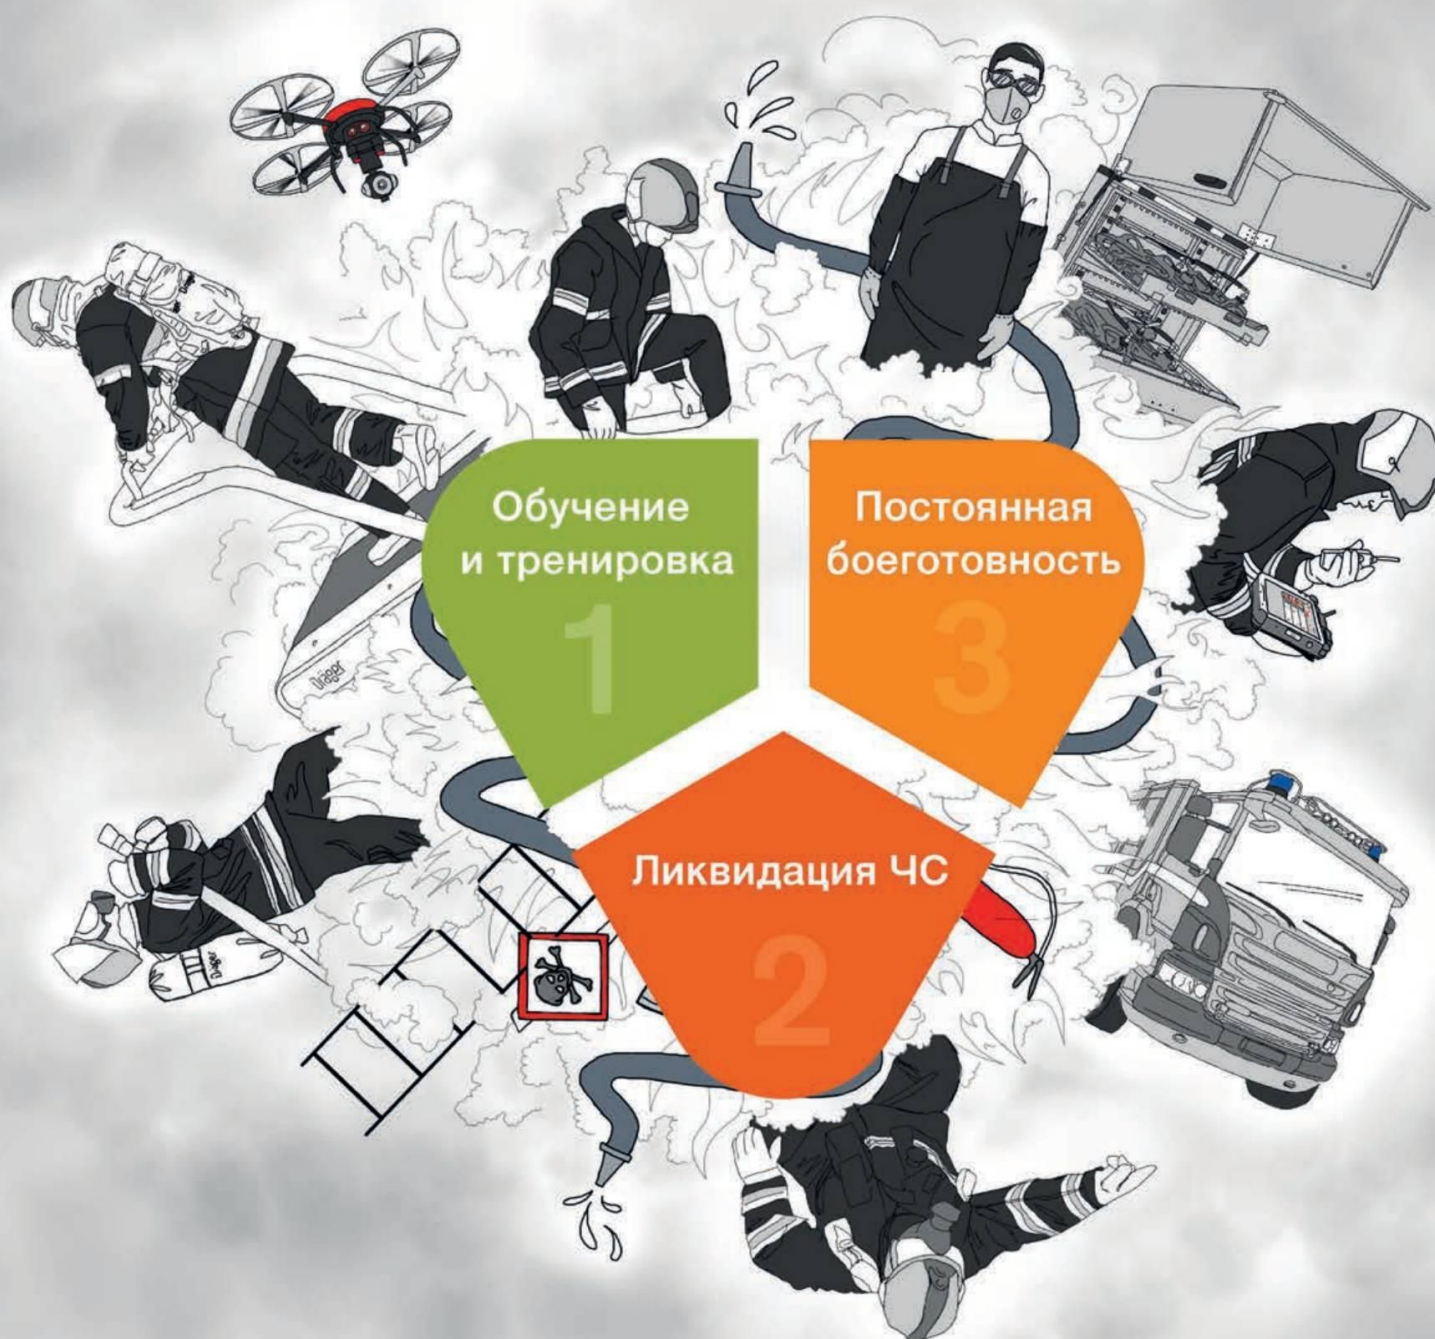 Обучение
и тренировка
1
Постоянная
боеготовность
3
Ликвидация ЧС
2
Dräger
Dräger